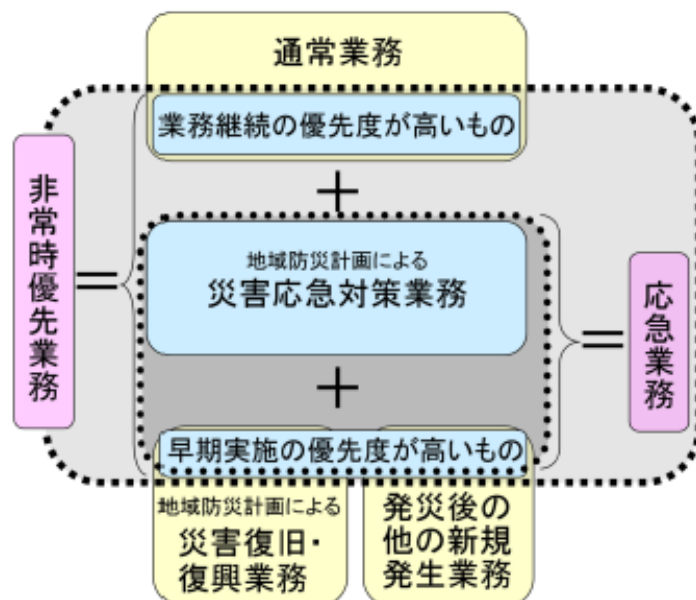 通常業務
業務継続の優先度が高いもの
+
非常時優先業務
=
地域防災計画による
災害応急対策業務
=
応急業務
+
早期実施の優先度が高いもの
地域防災計画による
災害復旧・
復興業務
発災後の
他の新規
発生業務